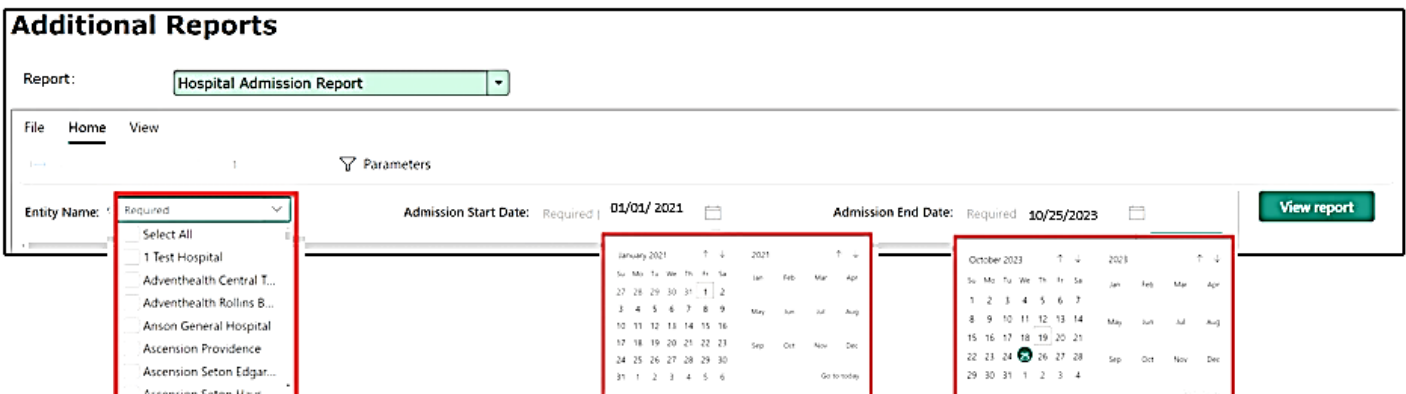 Additional Reports
Report: Hospital Admission Report
File Home View
Parameters
Entity Name: Required Admission Start Date: Required 01/01/ 2021 Admission End Date: Required 10/25/2023 View report
Select All
1 Test Hospital
Adventhealth Central T...
Adventhealth Rollins B...
Anson General Hospital
Ascension Providence
Ascension Seton Edgar...
Ascension Seton Hays
January 2021 ↑ ↓ 2021 ↑ ↓
Su Mo Tu We Th Fr Sa Jan Feb Mar Apr
27 28 29 30 31 1 2
3 4 5 6 7 8 9 May Jun Jul Aug
10 11 12 13 14 15 16
17 18 19 20 21 22 23 Sep Oct Nov Dec
24 25 26 27 28 29 30
31 1 2 3 4 5 6 Go to today
October 2023 ↑ ↓ 2023 ↑ ↓
Su Mo Tu We Th Fr Sa Jan Feb Mar Apr
1 2 3 4 5 6 7
8 9 10 11 12 13 14 May Jun Jul Aug
15 16 17 18 19 20 21
22 23 24 25 26 27 28 Sep Oct Nov Dec
29 30 31 1 2 3 4